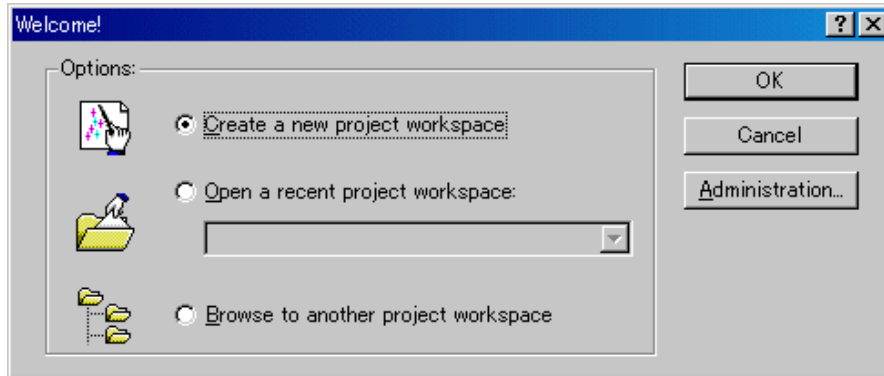 Welcome!
Options:
Create a new project workspace
Open a recent project workspace:
Browse to another project workspace
OK
Cancel
Administration...